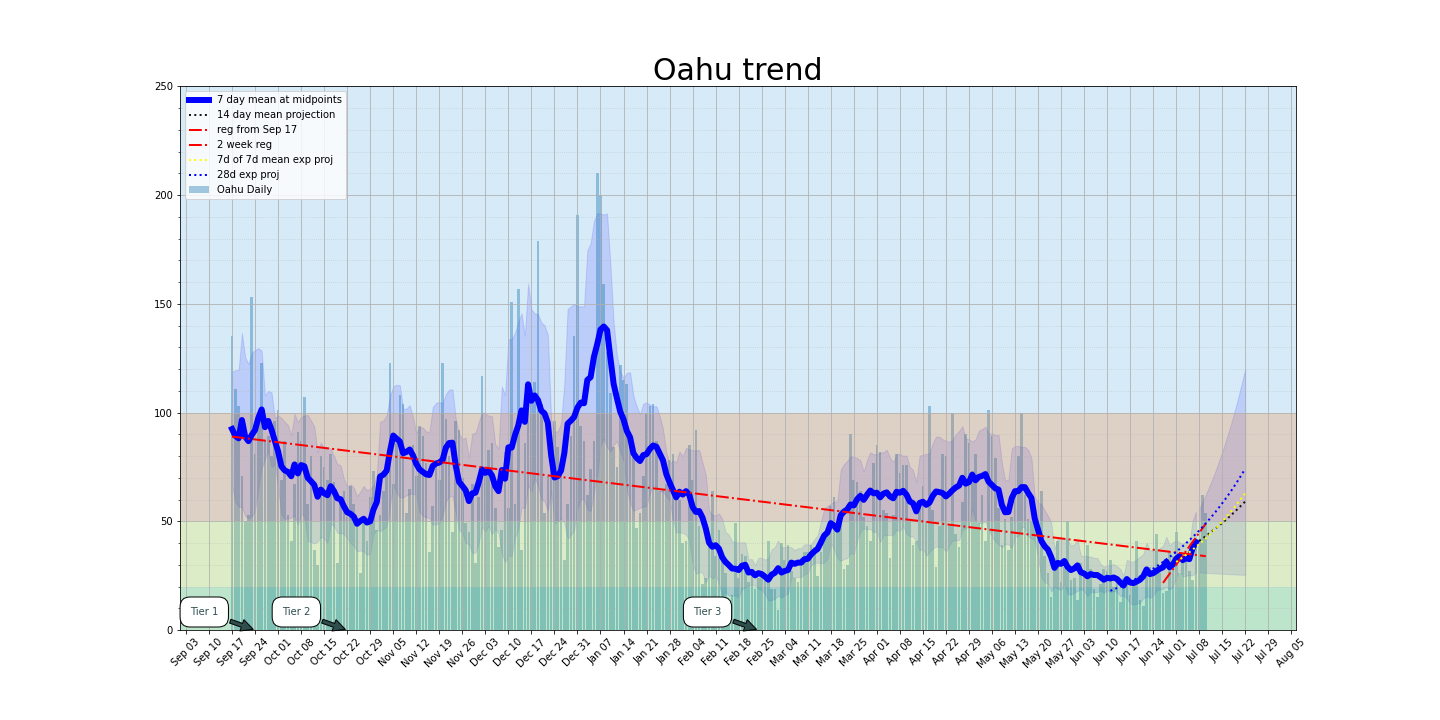 Oahu trend
250
200
150
100
50
0
7 day mean at midpoints
14 day mean projection
reg from Sep 17
2 week reg
7d of 7d mean exp proj
28d exp proj
Oahu Daily
Tier 1
Tier 2
Tier 3
Sep 03
Sep 10
Sep 17
Sep 24
Oct 01
Oct 08
Oct 15
Oct 22
Oct 29
Nov 05
Nov 12
Nov 19
Nov 26
Dec 03
Dec 10
Dec 17
Dec 24
Dec 31
Jan 07
Jan 14
Jan 21
Jan 28
Feb 04
Feb 11
Feb 18
Feb 25
Mar 04
Mar 11
Mar 18
Mar 25
Apr 01
Apr 08
Apr 15
Apr 22
Apr 29
May 06
May 13
May 20
May 27
Jun 03
Jun 10
Jun 17
Jun 24
Jul 01
Jul 08
Jul 15
Jul 22
Jul 29
Aug 05